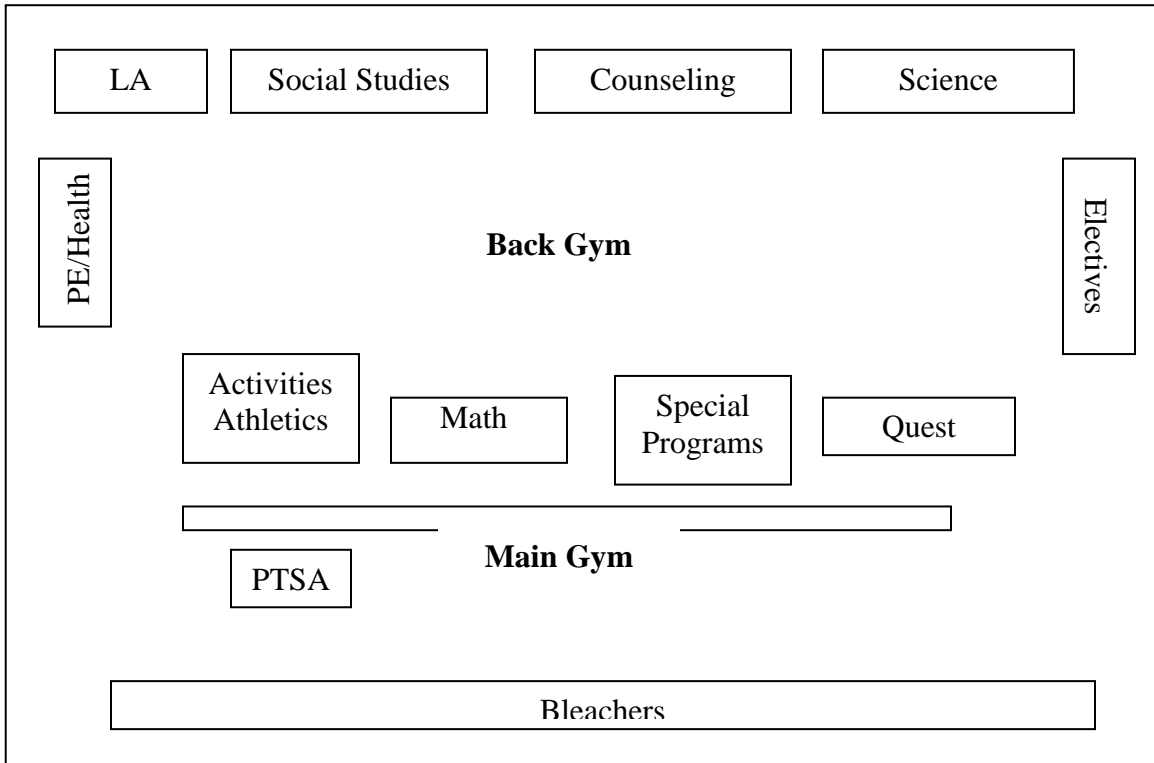 LA
Social Studies
Counseling
Science
PE/Health
Back Gym
Electives
Activities
Athletics
Math
Special
Programs
Quest
Main Gym
PTSA
Bleachers